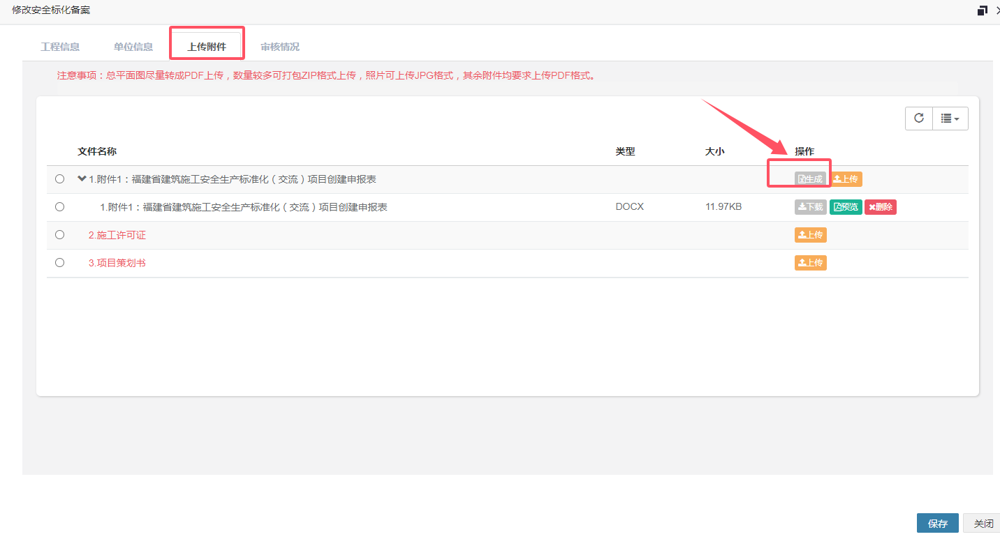 修改安全标化备案
工程信息 单位信息 上传附件 审核情况
注意事项：总平面图尽量转成PDF上传，数量较多可打包ZIP格式上传，照片可上传JPG格式，其余附件均要求上传PDF格式。
文件名称 类型 大小 操作
1.附件1：福建省建筑施工安全生产标准化（交流）项目创建申报表 生成 上传
1.附件1：福建省建筑施工安全生产标准化（交流）项目创建申报表 DOCX 11.97KB 下载 预览 删除
2.施工许可证 上传
3.项目策划书 上传
保存 关闭